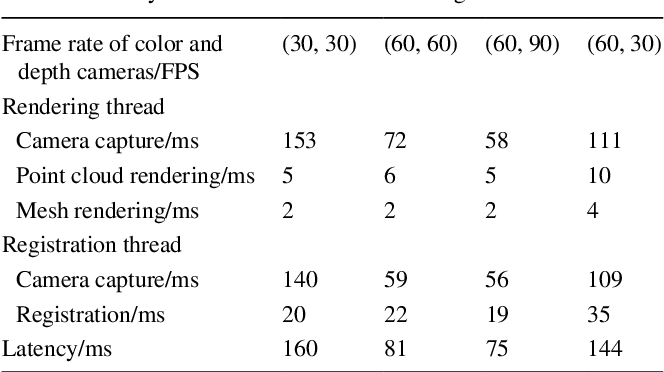 Frame rate of color and (30, 30) (60, 60) (60, 90) (60, 30)
depth cameras/FPS
Rendering thread
Camera capture/ms 153 72 58 111
Point cloud rendering/ms 5 6 5 10
Mesh rendering/ms 2 2 2 4
Registration thread
Camera capture/ms 140 59 56 109
Registration/ms 20 22 19 35
Latency/ms 160 81 75 144